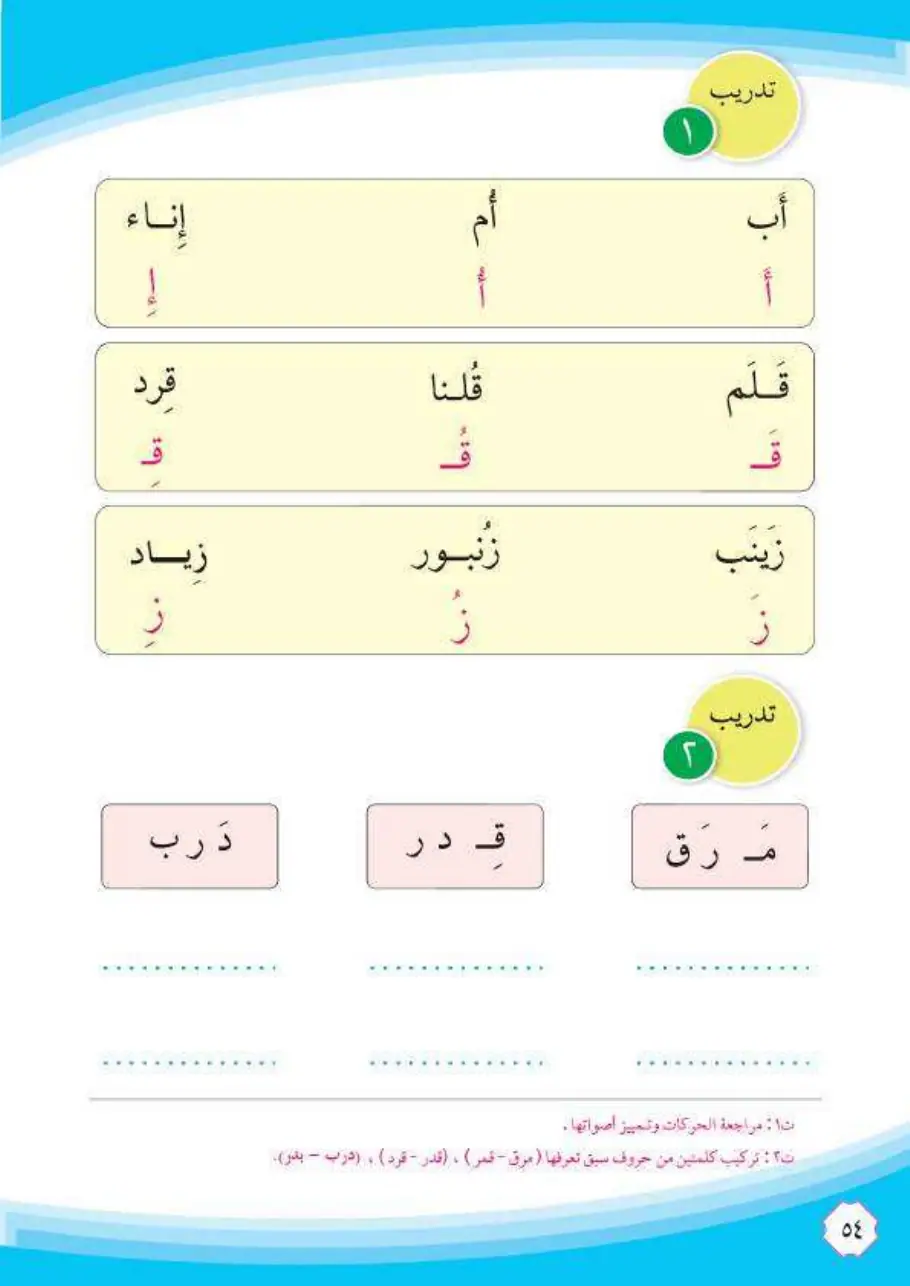 تدريب
١
أَب أُم إِنـاء
أَ أُ إِ
قَـلَم قُلـنا قِرد
قَـ قُـ قِـ
زَينَب زُنبـور زِيـاد
زَ زُ زِ
تدريب
٢
مَـ رَ ق قِـ د ر دَ ر ب
ت١ : مراجعة الحركات وتمييز أصواتها .
ت٢ : تركيب كلمتين من حروف سبق تعرفها ( مرق - قمر ) ، ( قدر - قرد ) ، (درب – بدر).
٥٤